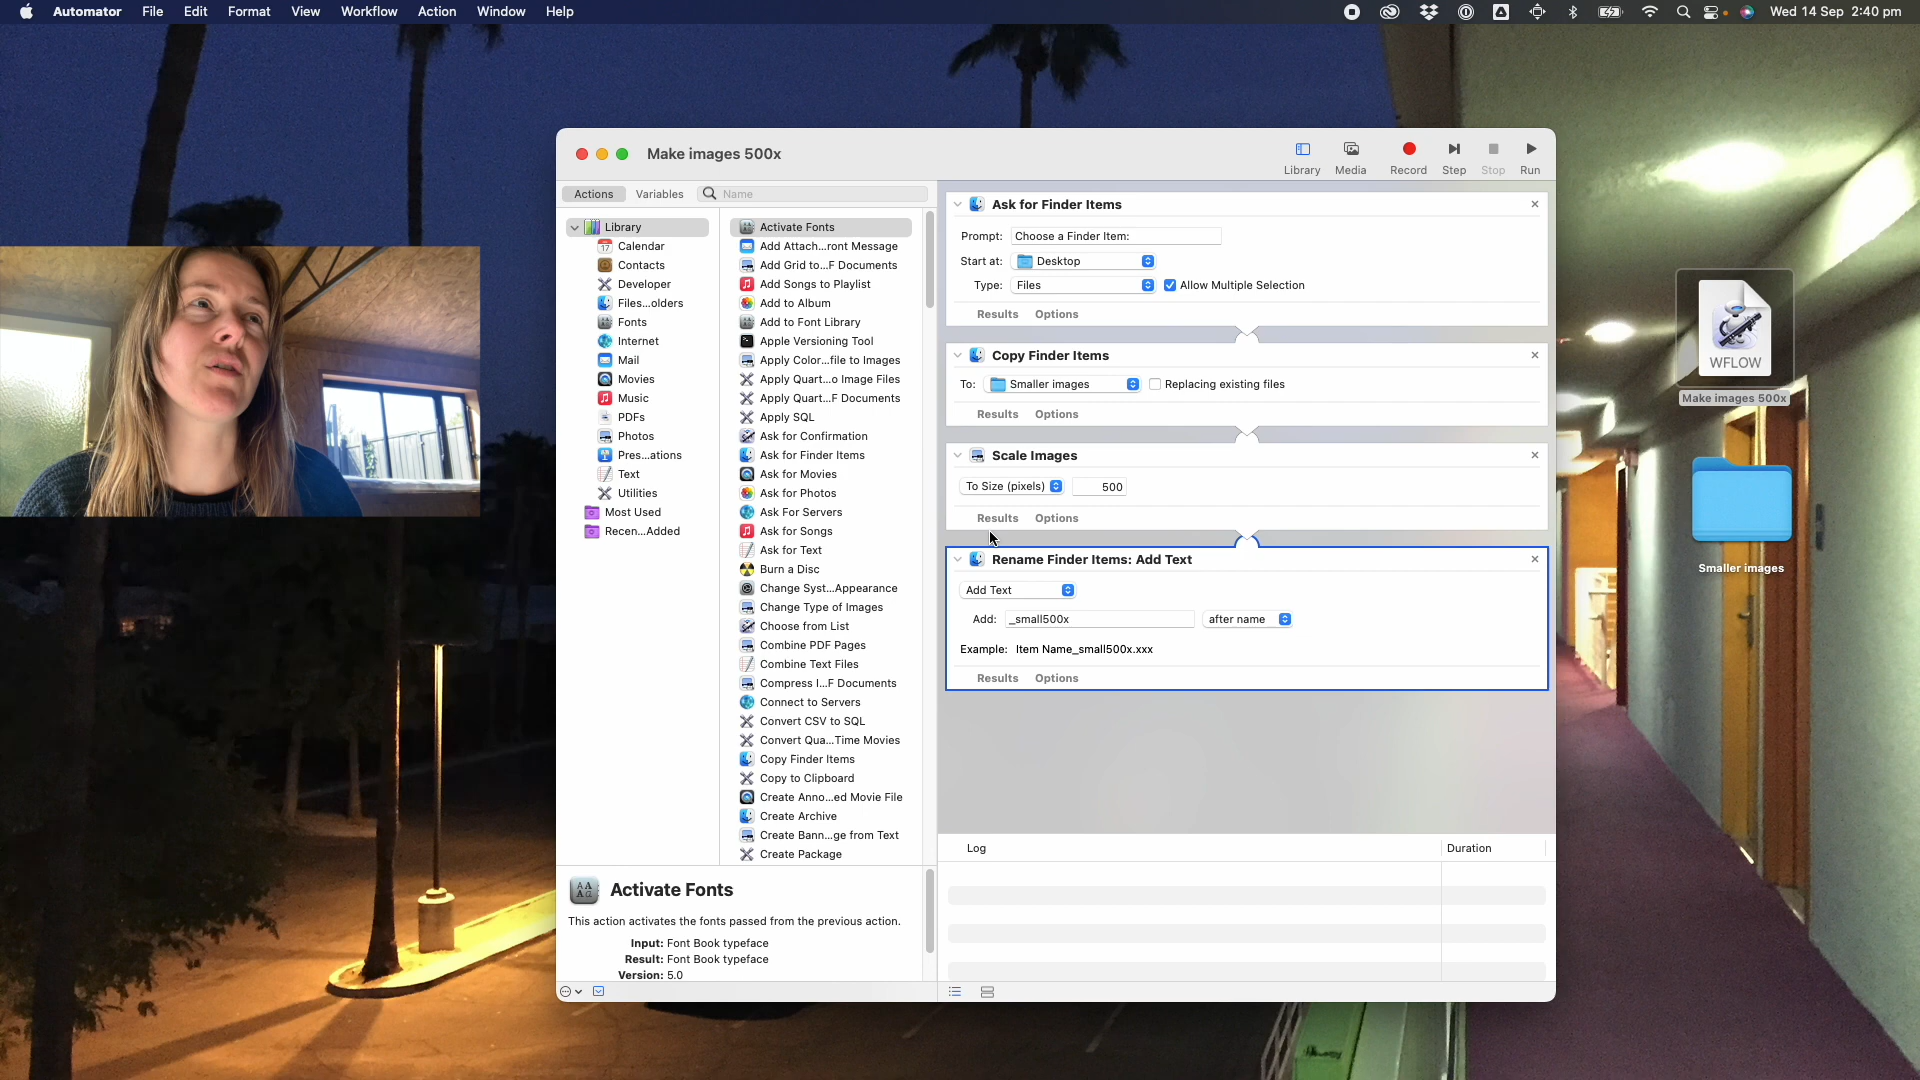 Automator File Edit Format View Workflow Action Window Help
Wed 14 Sep 2:40 pm
Make images 500x
Library Media Record Step Stop Run
Actions Variables Name
Library
17 Calendar
Contacts
Developer
Files...olders
Fonts
Internet
Mail
Movies
Music
PDFs
Photos
Pres...ations
Text
Utilities
Most Used
Recen...Added
Activate Fonts
Add Attach...ront Message
Add Grid to...F Documents
Add Songs to Playlist
Add to Album
Add to Font Library
Apple Versioning Tool
Apply Color...file to Images
Apply Quart...o Image Files
Apply Quart...F Documents
Apply SQL
Ask for Confirmation
Ask for Finder Items
Ask for Movies
Ask for Photos
Ask For Servers
Ask for Songs
Ask for Text
Burn a Disc
Change Syst...Appearance
Change Type of Images
Choose from List
Combine PDF Pages
Combine Text Files
Compress I...F Documents
Connect to Servers
Convert CSV to SQL
Convert Qua...Time Movies
Copy Finder Items
Copy to Clipboard
Create Anno...ed Movie File
Create Archive
Create Bann...ge from Text
Create Package
Activate Fonts
This action activates the fonts passed from the previous action.
Input: Font Book typeface
Result: Font Book typeface
Version: 5.0
Ask for Finder Items
Prompt: Choose a Finder Item:
Start at: Desktop
Type: Files Allow Multiple Selection
Results Options
Copy Finder Items
To: Smaller images Replacing existing files
Results Options
Scale Images
To Size (pixels) 500
Results Options
Rename Finder Items: Add Text
Add Text
Add: _small500x after name
Example: Item Name_small500x.xxx
Results Options
Log Duration
WFLOW
Make images 500x
Smaller images